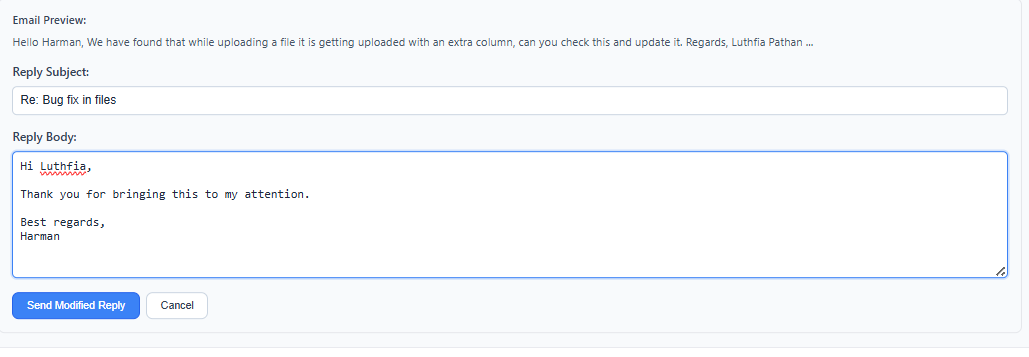 Email Preview:
Hello Harman, We have found that while uploading a file it is getting uploaded with an extra column, can you check this and update it. Regards, Luthfia Pathan ...
Reply Subject:
Re: Bug fix in files
Reply Body:
Hi Luthfia,
Thank you for bringing this to my attention.
Best regards,
Harman
Send Modified Reply
Cancel